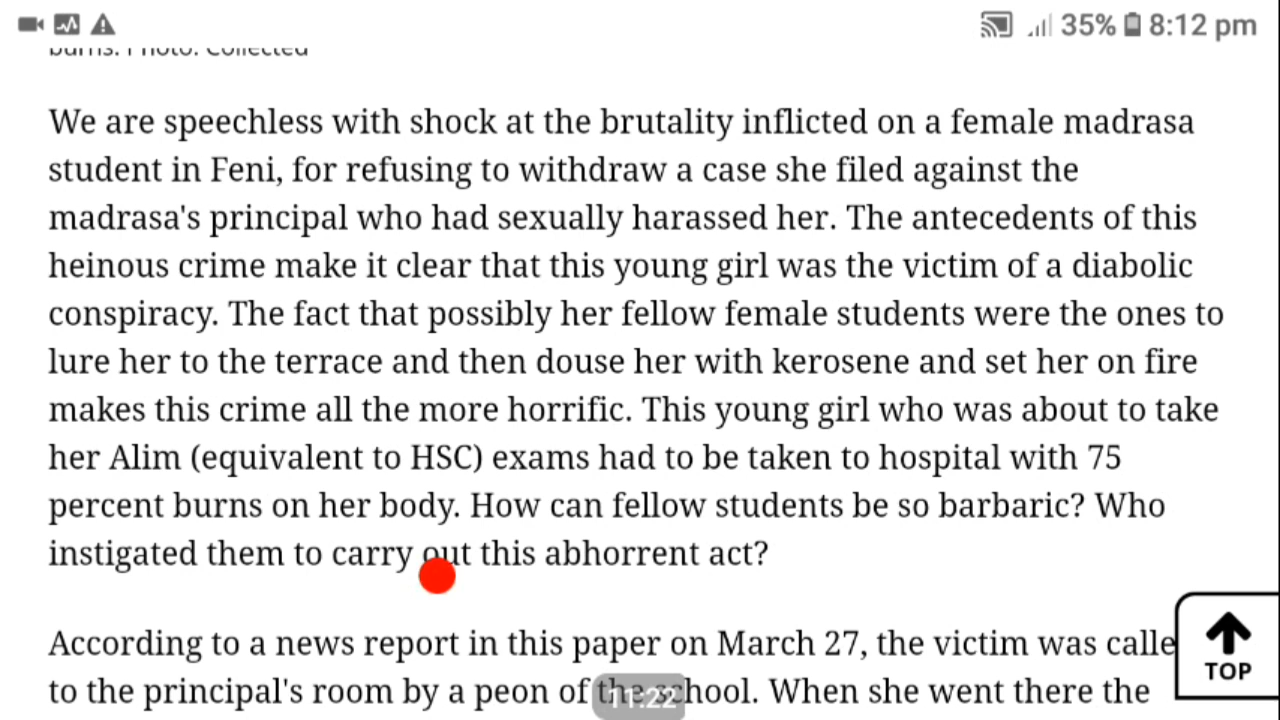 35% 8:12 pm
burns. Photo: Collected
We are speechless with shock at the brutality inflicted on a female madrasa
student in Feni, for refusing to withdraw a case she filed against the
madrasa's principal who had sexually harassed her. The antecedents of this
heinous crime make it clear that this young girl was the victim of a diabolic
conspiracy. The fact that possibly her fellow female students were the ones to
lure her to the terrace and then douse her with kerosene and set her on fire
makes this crime all the more horrific. This young girl who was about to take
her Alim (equivalent to HSC) exams had to be taken to hospital with 75
percent burns on her body. How can fellow students be so barbaric? Who
instigated them to carry out this abhorrent act?
According to a news report in this paper on March 27, the victim was calle
to the principal's room by a peon of the school. When she went there the
TOP
11:22